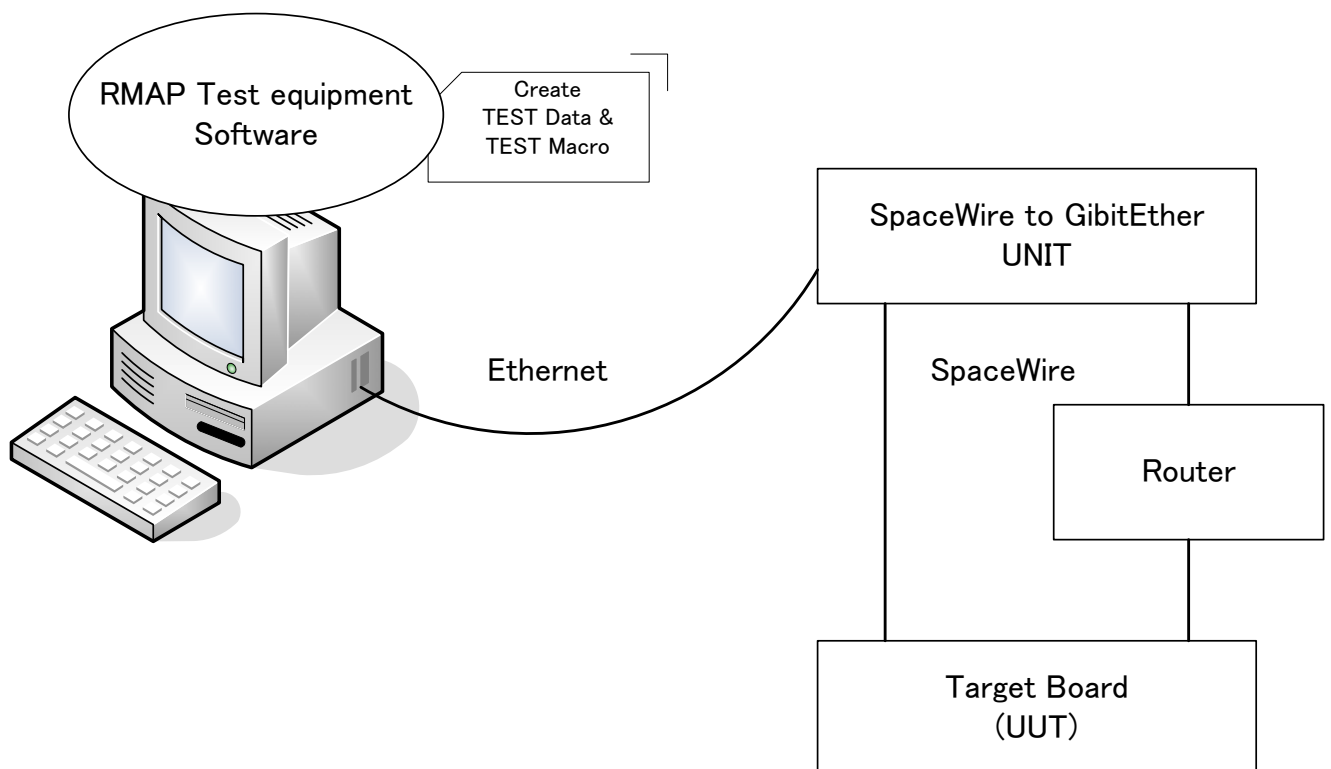 RMAP Test equipment
Software
Create
TEST Data &
TEST Macro
SpaceWire to GibitEther
UNIT
Ethernet
SpaceWire
Router
Target Board
(UUT)